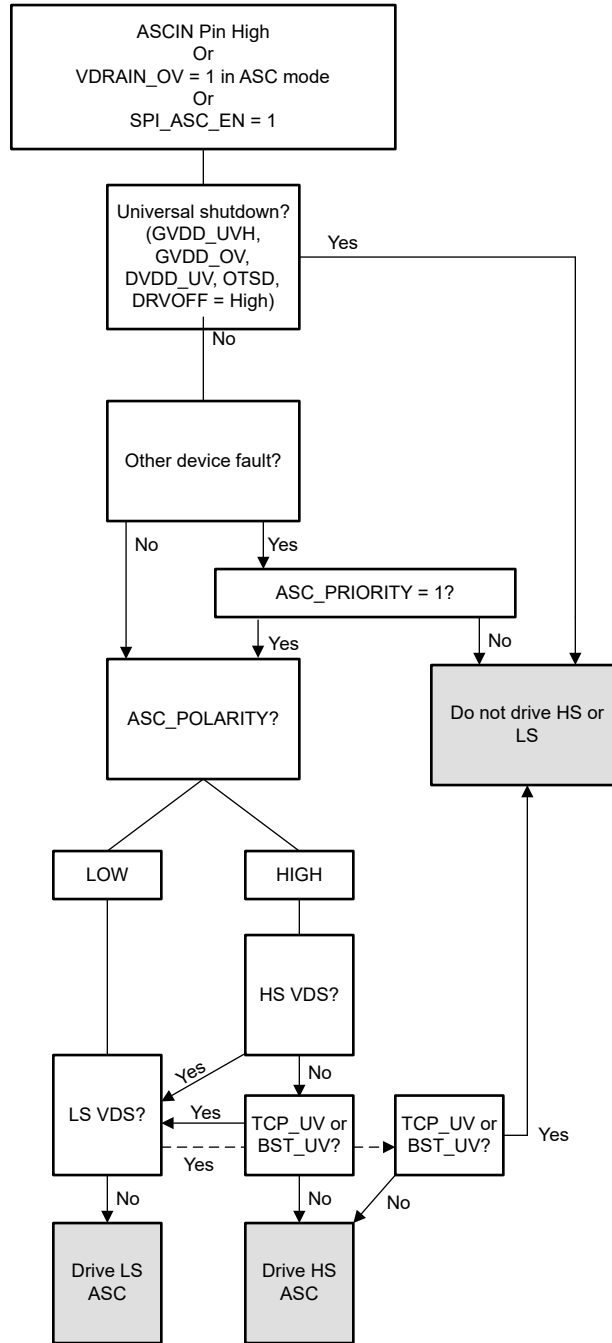 ASCIN Pin High
Or
VDRAIN_OV = 1 in ASC mode
Or
SPI_ASC_EN = 1
Universal shutdown?
(GVDD_UVH,
GVDD_OV,
DVDD_UV, OTSD,
DRVOFF = High)
Yes
No
Other device fault?
No
Yes
ASC_PRIORITY = 1?
Yes
No
ASC_POLARITY?
Do not drive HS or
LS
LOW
HIGH
HS VDS?
Yes
No
LS VDS?
Yes
TCP_UV or
BST_UV?
TCP_UV or
BST_UV?
Yes
Yes
No
No
No
Drive LS
ASC
Drive HS
ASC